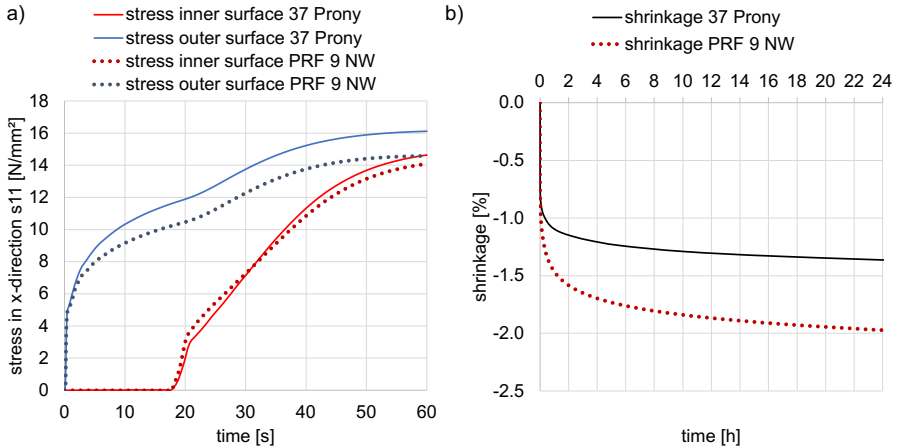 a)
stress inner surface 37 Prony
stress outer surface 37 Prony
stress inner surface PRF 9 NW
stress outer surface PRF 9 NW
18
16
14
12
10
8
6
4
2
0
stress in x-direction s11 [N/mm²]
0 10 20 30 40 50 60
time [s]
b)
shrinkage 37 Prony
shrinkage PRF 9 NW
0 2 4 6 8 10 12 14 16 18 20 22 24
0.0
-0.5
-1.0
-1.5
-2.0
-2.5
shrinkage [%]
time [h]